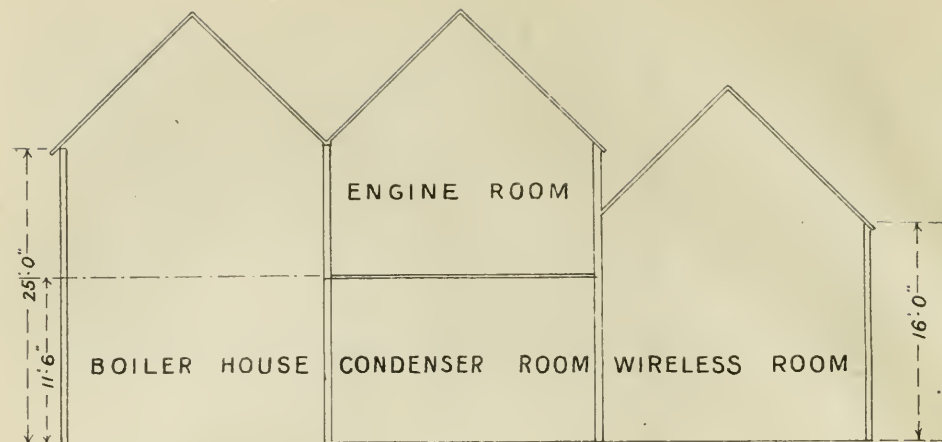 ENGINE ROOM
25'.0"
11'.6"
BOILER HOUSE
CONDENSER ROOM
WIRELESS ROOM
16'.0"